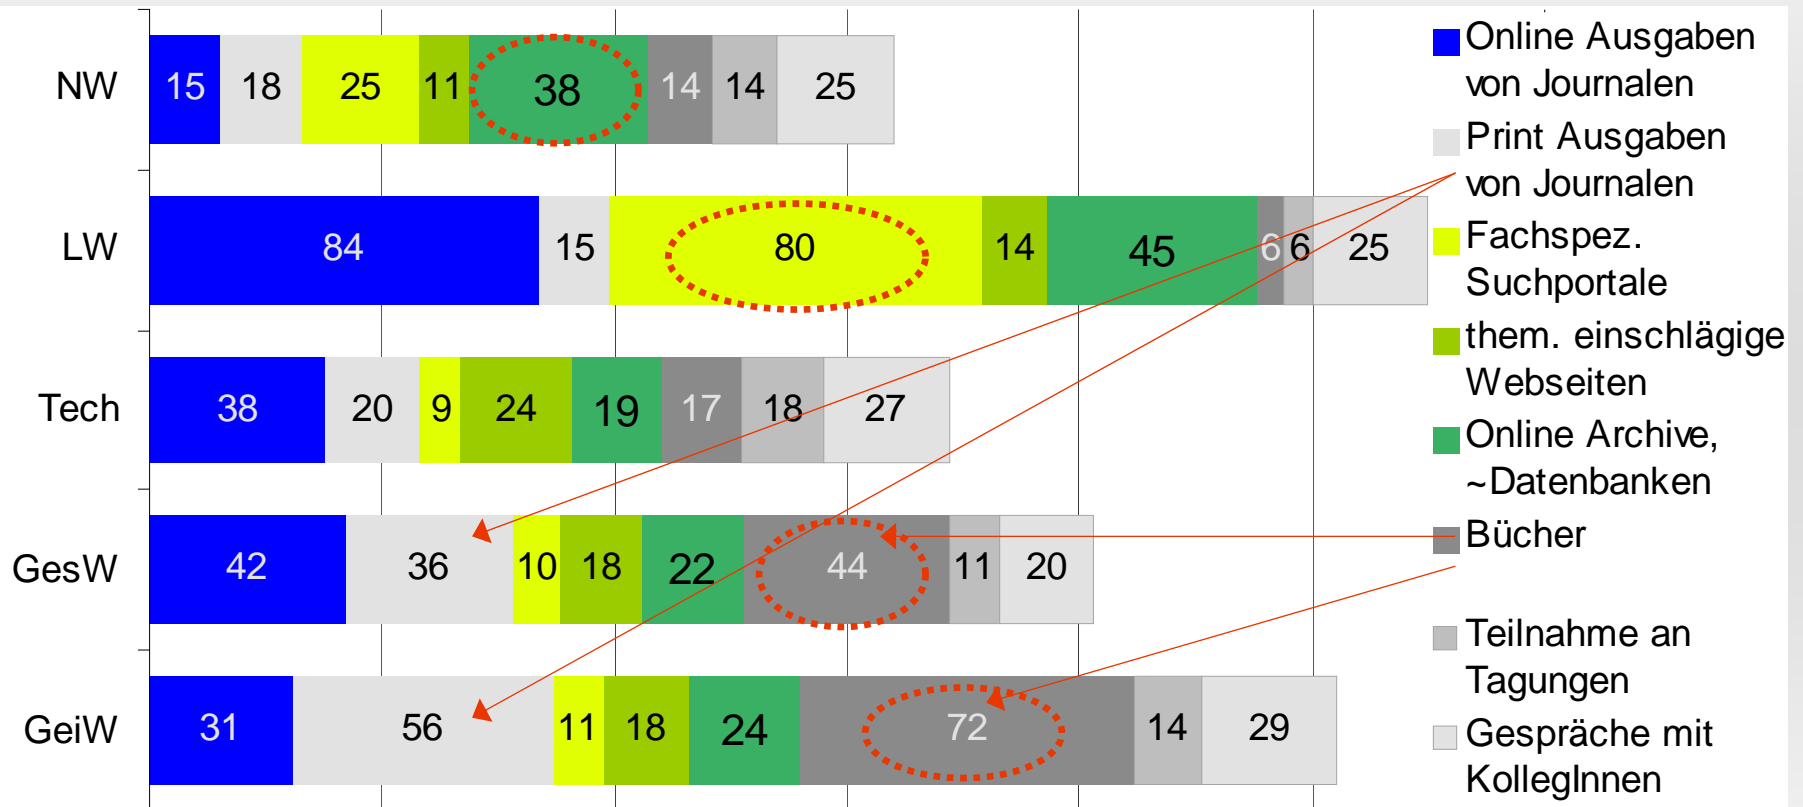 NW 15 18 25 11 38 14 14 25
LW 84 15 80 14 45 6 6 25
Tech 38 20 9 24 19 17 18 27
GesW 42 36 10 18 22 44 11 20
GeiW 31 56 11 18 24 72 14 29
Online Ausgaben
von Journalen
Print Ausgaben
von Journalen
Fachspez.
Suchportale
them. einschlägige
Webseiten
Online Archive,
~Datenbanken
Bücher
Teilnahme an
Tagungen
Gespräche mit
KollegInnen